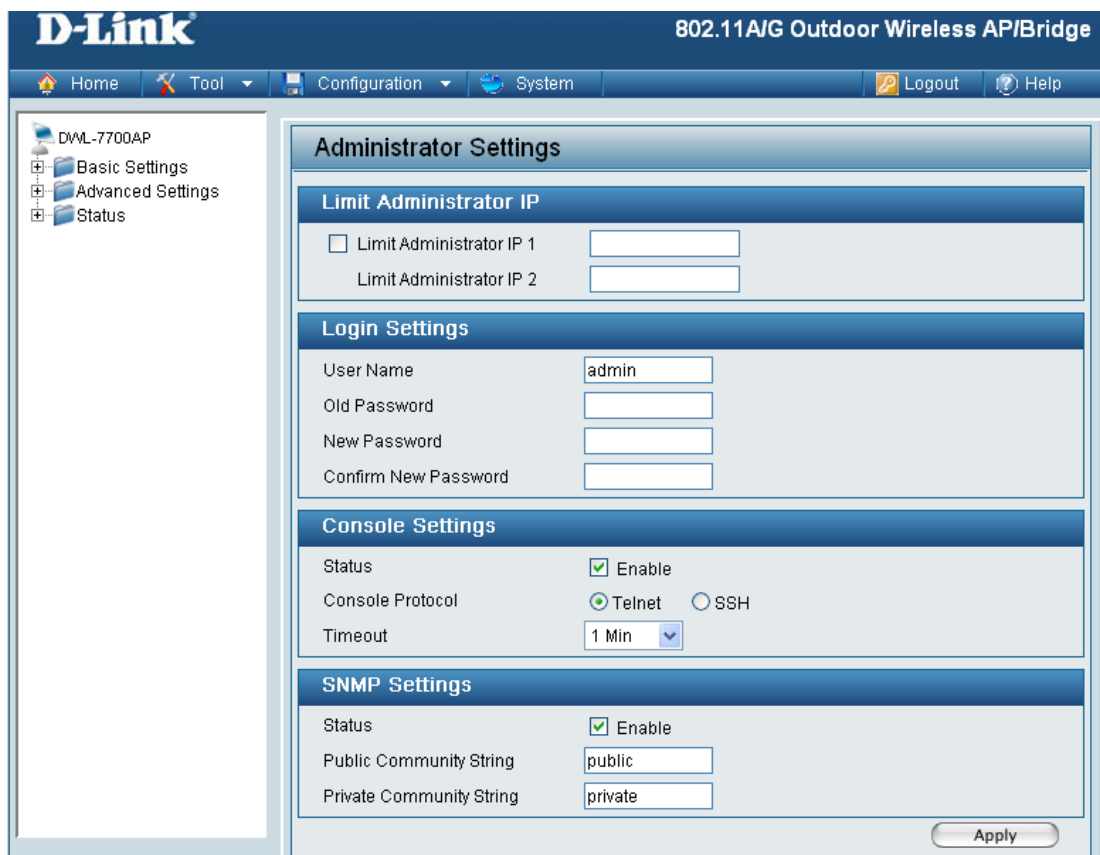 D-Link
802.11A/G Outdoor Wireless AP/Bridge
Home Tool Configuration System Logout Help
DWL-7700AP
Basic Settings
Advanced Settings
Status
Administrator Settings
Limit Administrator IP
Limit Administrator IP 1
Limit Administrator IP 2
Login Settings
User Name admin
Old Password
New Password
Confirm New Password
Console Settings
Status Enable
Console Protocol Telnet SSH
Timeout 1 Min
SNMP Settings
Status Enable
Public Community String public
Private Community String private
Apply